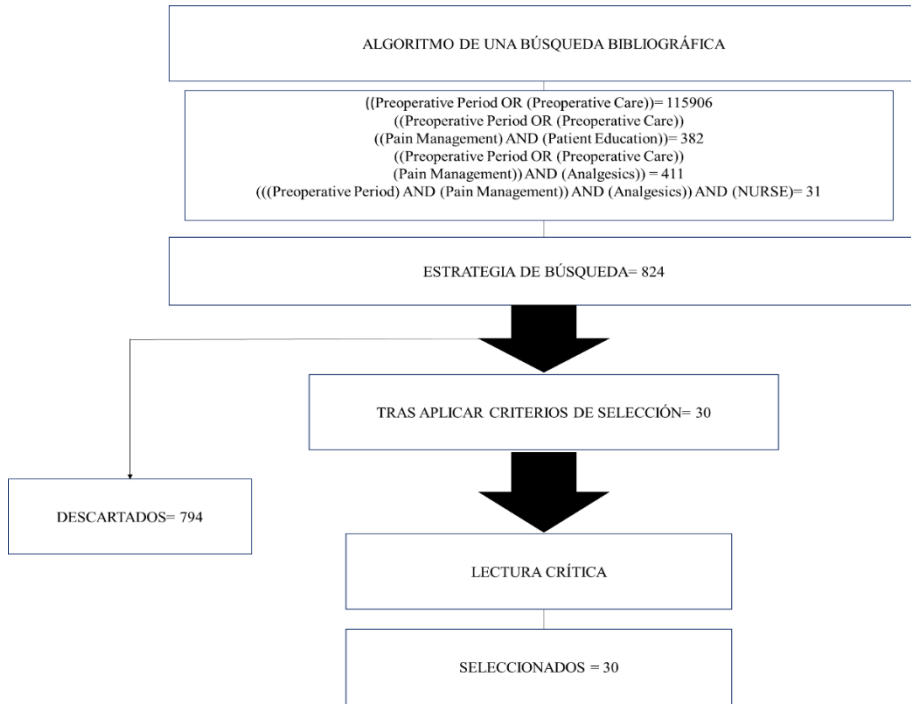 ALGORITMO DE UNA BÚSQUEDA BIBLIOGRÁFICA
((Preoperative Period OR (Preoperative Care))= 115906
((Preoperative Period OR (Preoperative Care))
((Pain Management) AND (Patient Education))= 382
((Preoperative Period OR (Preoperative Care))
(Pain Management)) AND (Analgesics)) = 411
(((Preoperative Period) AND (Pain Management)) AND (Analgesics)) AND (NURSE)= 31
ESTRATEGIA DE BÚSQUEDA= 824
TRAS APLICAR CRITERIOS DE SELECCIÓN= 30
DESCARTADOS= 794
LECTURA CRÍTICA
SELECCIONADOS = 30